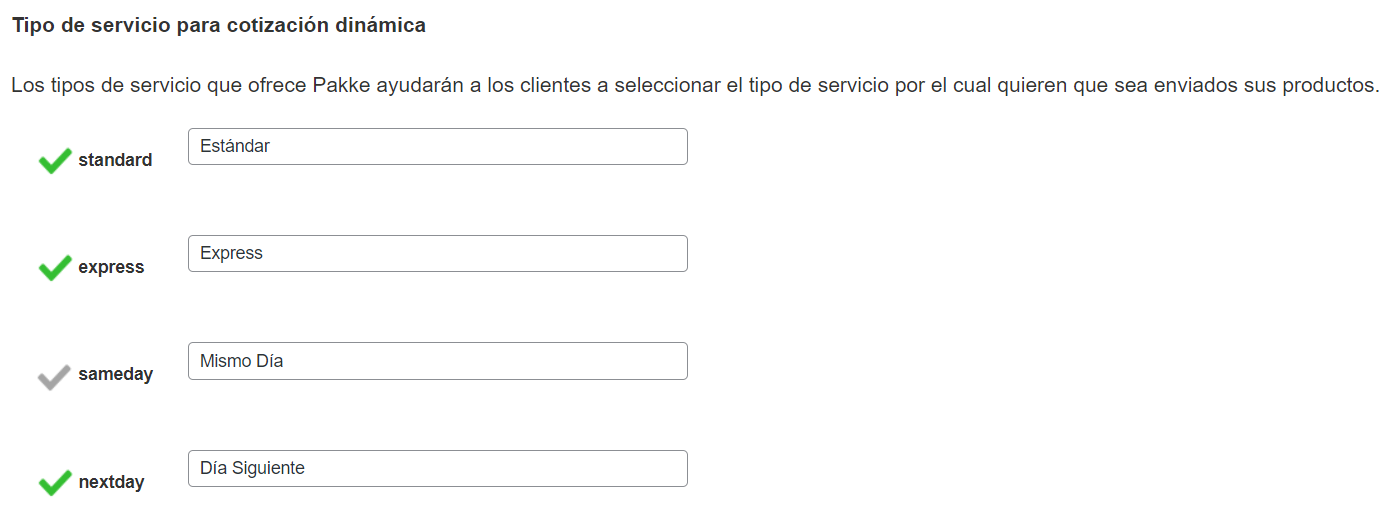 Tipo de servicio para cotización dinámica
Los tipos de servicio que ofrece Pakke ayudarán a los clientes a seleccionar el tipo de servicio por el cual quieren que sea enviados sus productos.
standard Estándar
express Express
sameday Mismo Día
nextday Día Siguiente